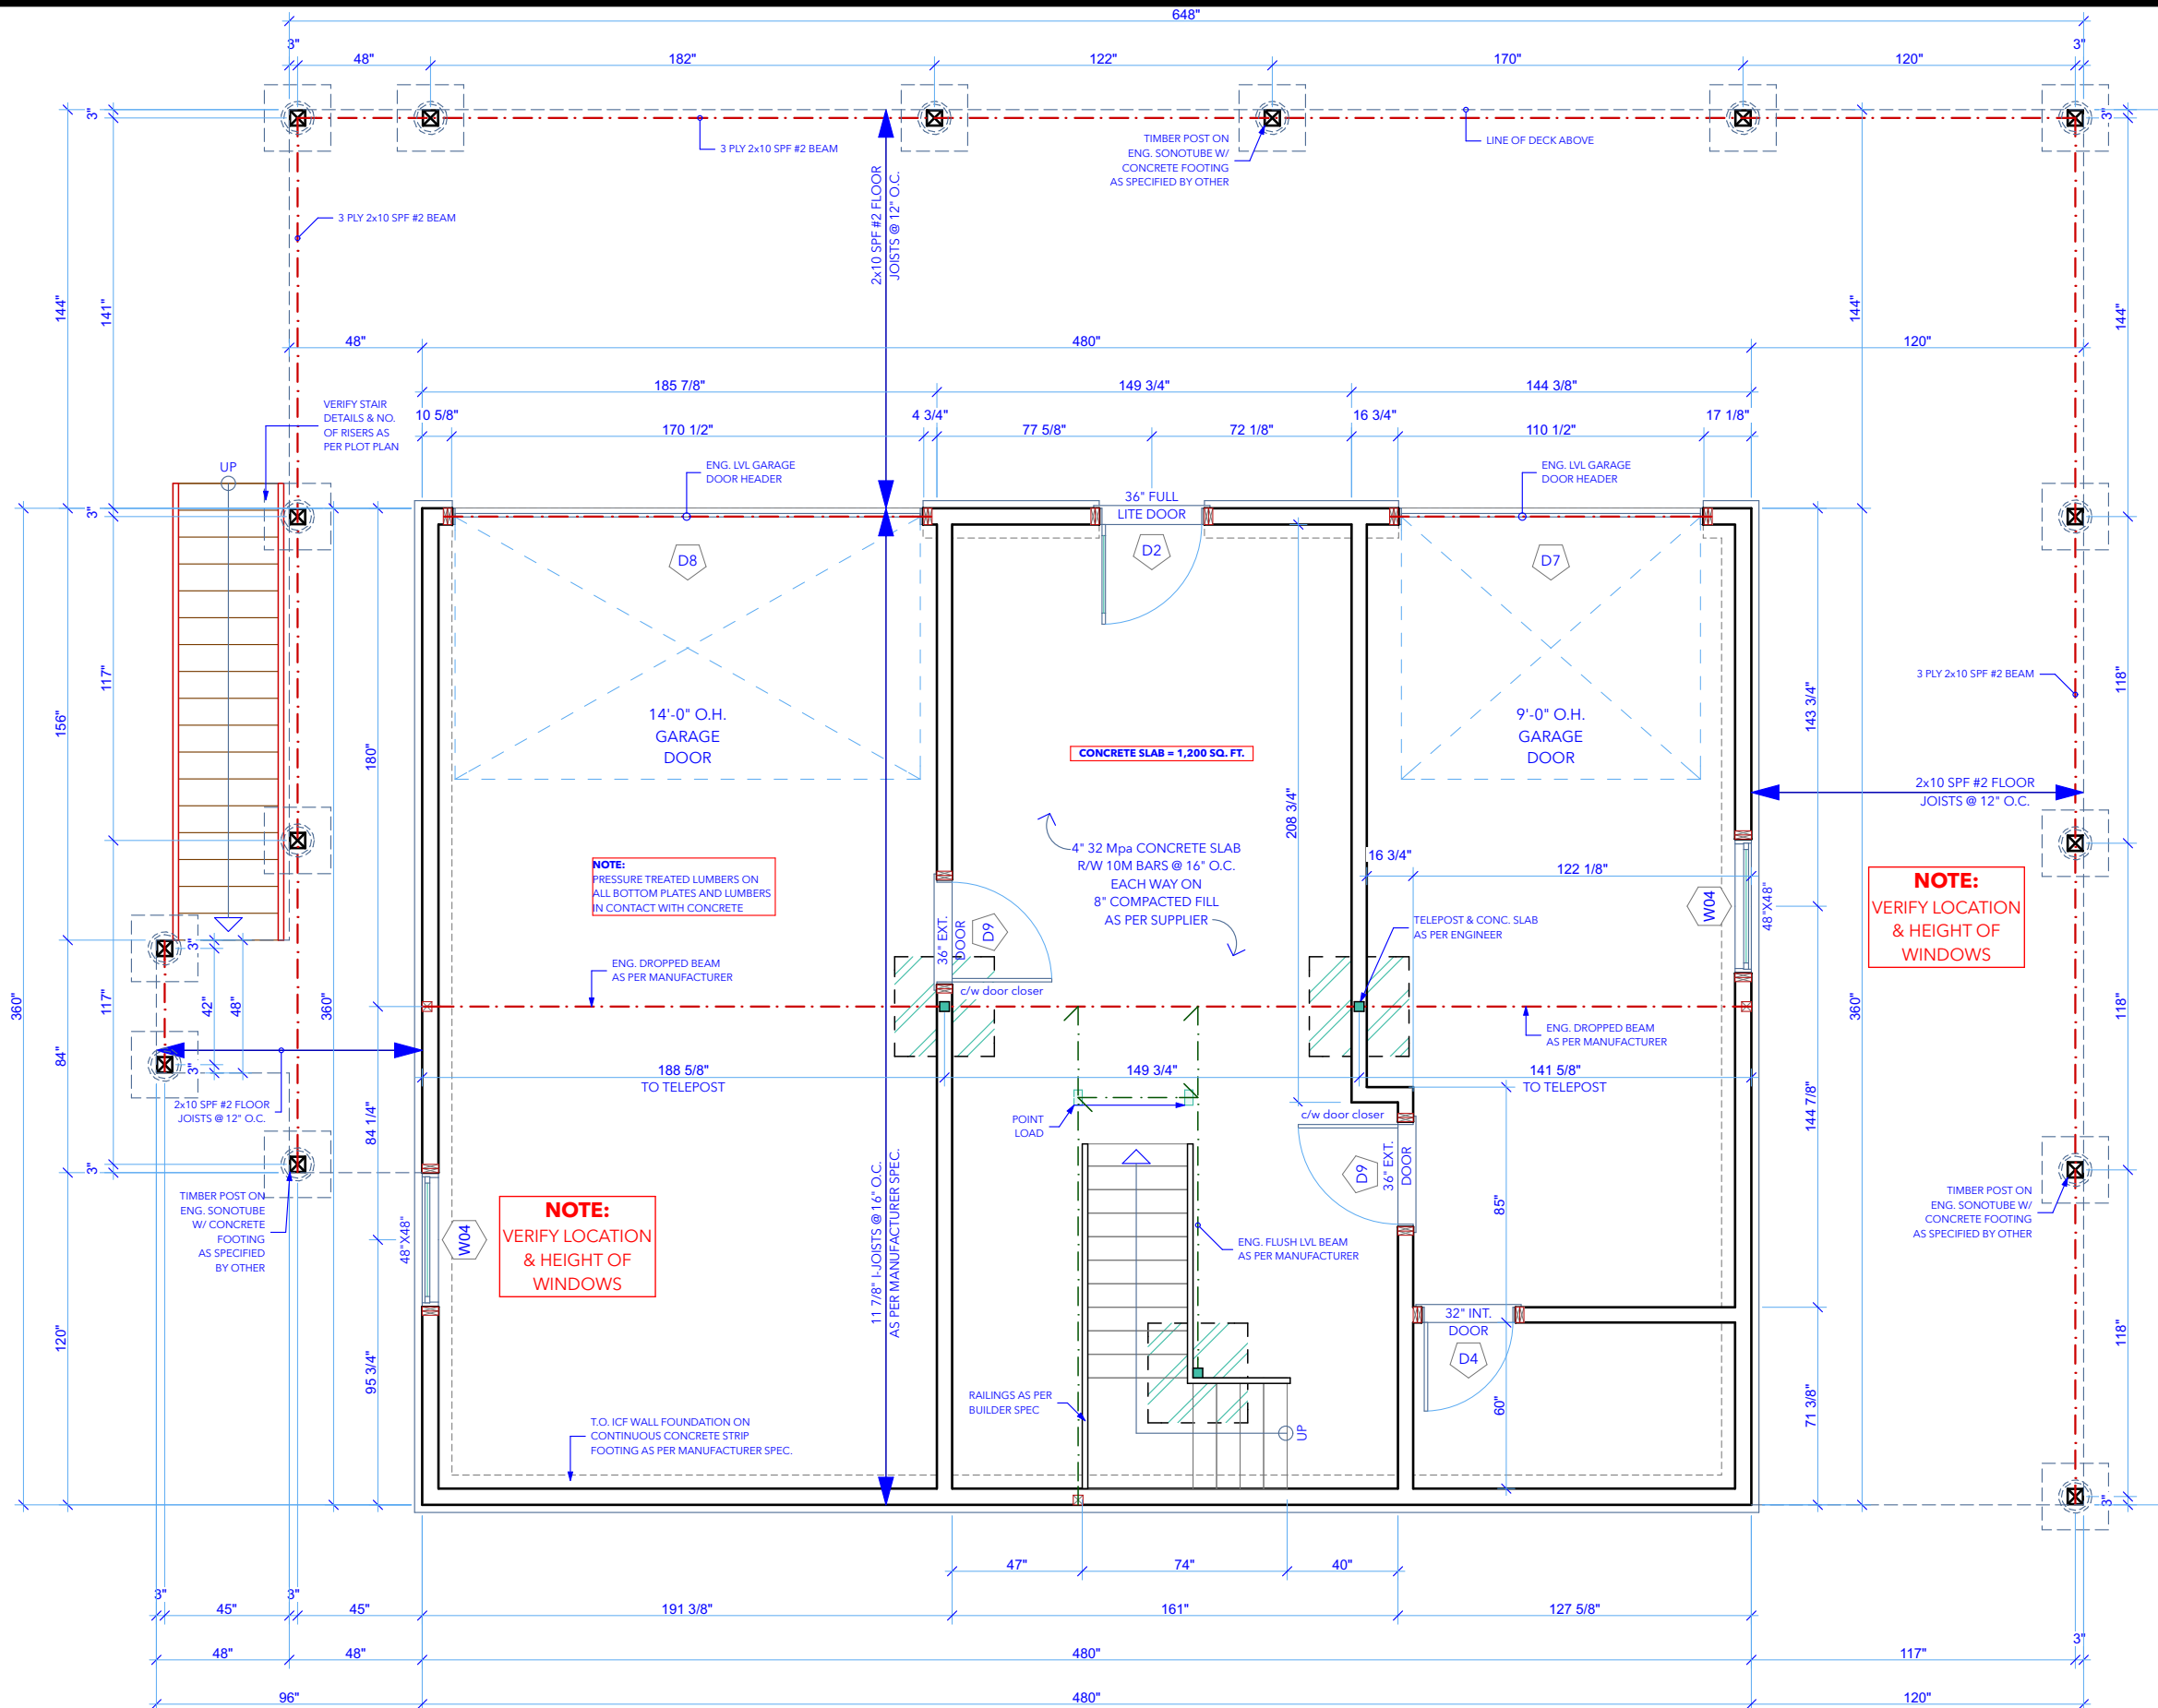 648"
3"
48"
182"
122"
170"
120"
3"
3"
3"
3 PLY 2x10 SPF #2 BEAM
TIMBER POST ON
ENG. SONOTUBE W/
CONCRETE FOOTING
AS SPECIFIED BY OTHER
LINE OF DECK ABOVE
3 PLY 2x10 SPF #2 BEAM
2x10 SPF #2 FLOOR
JOISTS @ 12" O.C.
144"
141"
144"
144"
48"
480"
120"
185 7/8"
149 3/4"
144 3/8"
10 5/8"
4 3/4"
16 3/4"
17 1/8"
170 1/2"
77 5/8"
72 1/8"
110 1/2"
VERIFY STAIR
DETAILS & NO.
OF RISERS AS
PER PLOT PLAN
UP
ENG. LVL GARAGE
DOOR HEADER
ENG. LVL GARAGE
DOOR HEADER
36" FULL
LITE DOOR
3"
D8
D2
D7
117"
156"
180"
14'-0" O.H.
GARAGE
DOOR
CONCRETE SLAB = 1,200 SQ. FT.
9'-0" O.H.
GARAGE
DOOR
3 PLY 2x10 SPF #2 BEAM
118"
143 3/4"
208 3/4"
2x10 SPF #2 FLOOR
JOISTS @ 12" O.C.
NOTE:
PRESSURE TREATED LUMBERS ON
ALL BOTTOM PLATES AND LUMBERS
IN CONTACT WITH CONCRETE
4" 32 Mpa CONCRETE SLAB
R/W 10M BARS @ 16" O.C.
EACH WAY ON
8" COMPACTED FILL
AS PER SUPPLIER
16 3/4"
122 1/8"
W04
48"X48"
NOTE:
VERIFY LOCATION
& HEIGHT OF
WINDOWS
36" EXT.
DOOR
D9
TELEPOST & CONC. SLAB
AS PER ENGINEER
3"
ENG. DROPPED BEAM
AS PER MANUFACTURER
c/w door closer
360"
117"
42"
48"
360"
360"
118"
ENG. DROPPED BEAM
AS PER MANUFACTURER
84"
3"
188 5/8"
TO TELEPOST
149 3/4"
141 5/8"
TO TELEPOST
2x10 SPF #2 FLOOR
JOISTS @ 12" O.C.
84 1/4"
POINT
LOAD
c/w door closer
144 7/8"
3"
36" EXT.
DOOR
D9
11 7/8" I-JOISTS @ 16" O.C.
AS PER MANUFACTURER SPEC.
TIMBER POST ON
ENG. SONOTUBE
W/ CONCRETE
FOOTING
AS SPECIFIED
BY OTHER
48"X48"
W04
NOTE:
VERIFY LOCATION
& HEIGHT OF
WINDOWS
ENG. FLUSH LVL BEAM
AS PER MANUFACTURER
85"
TIMBER POST ON
ENG. SONOTUBE W/
CONCRETE FOOTING
AS SPECIFIED BY OTHER
32" INT.
DOOR
D4
120"
95 3/4"
118"
71 3/8"
60"
RAILINGS AS PER
BUILDER SPEC
UP
T.O. ICF WALL FOUNDATION ON
CONTINUOUS CONCRETE STRIP
FOOTING AS PER MANUFACTURER SPEC.
3"
47"
74"
40"
3"
3"
45"
45"
191 3/8"
161"
127 5/8"
3"
48"
48"
480"
117"
96"
480"
120"